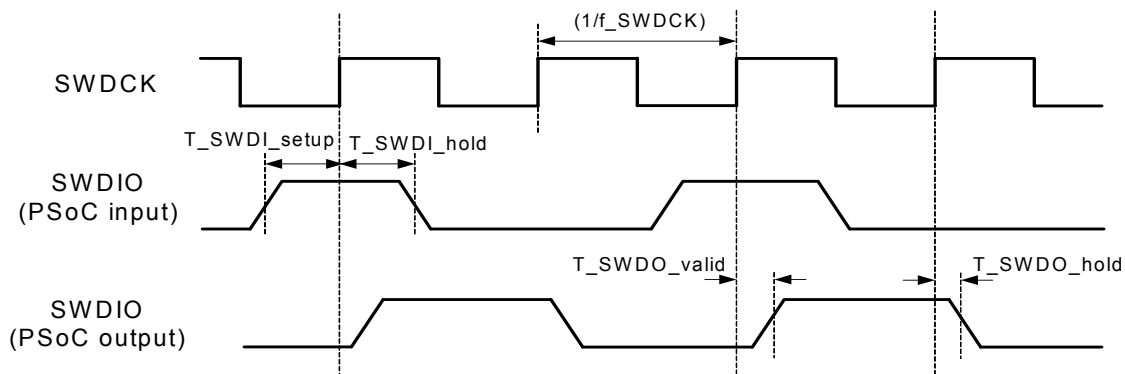 (1/f_SWDCK)
SWDCK
T_SWDI_setup T_SWDI_hold
SWDIO
(PSoC input)
T_SWDO_valid T_SWDO_hold
SWDIO
(PSoC output)